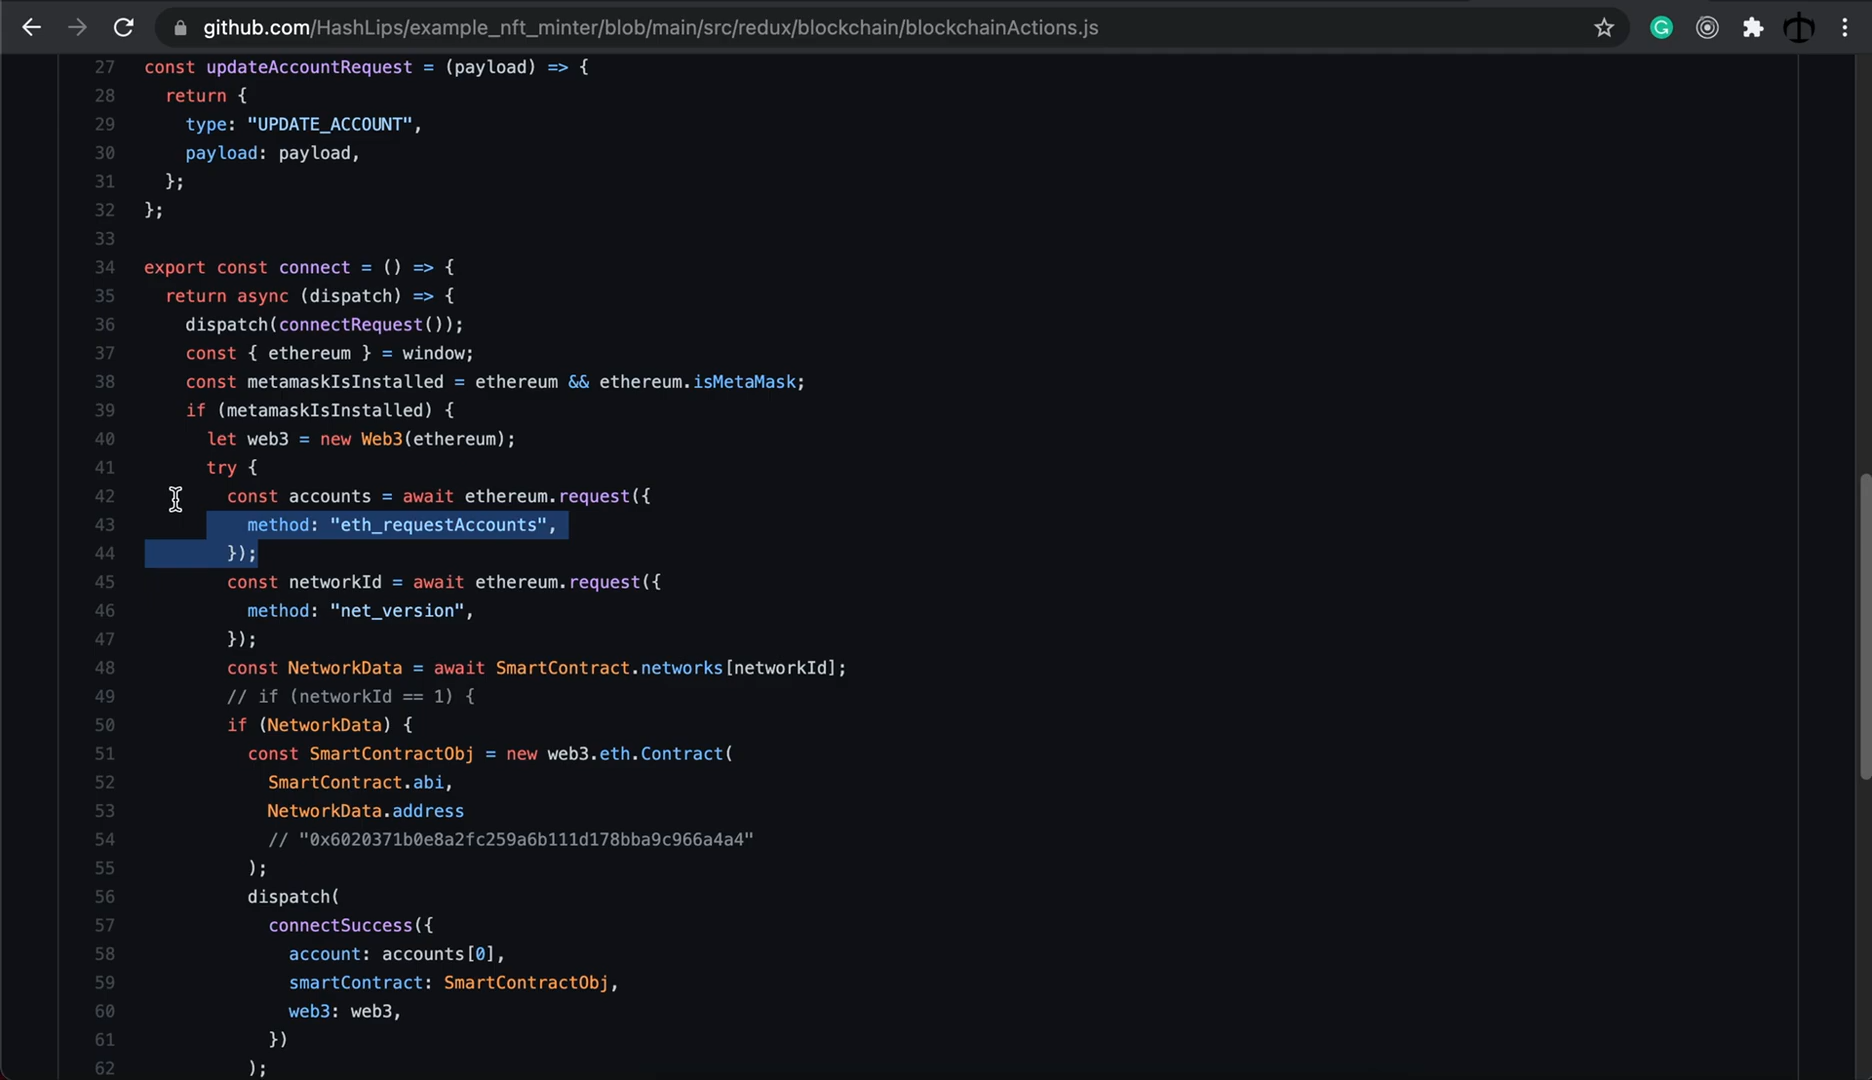 github.com/HashLips/example_nft_minter/blob/main/src/redux/blockchain/blockchainActions.js
27 const updateAccountRequest = (payload) => {
28 return {
29 type: "UPDATE_ACCOUNT",
30 payload: payload,
31 };
32 };
33
34 export const connect = () => {
35 return async (dispatch) => {
36 dispatch(connectRequest());
37 const { ethereum } = window;
38 const metamaskIsInstalled = ethereum && ethereum.isMetaMask;
39 if (metamaskIsInstalled) {
40 let web3 = new Web3(ethereum);
41 try {
42 const accounts = await ethereum.request({
43 method: "eth_requestAccounts",
44 });
45 const networkId = await ethereum.request({
46 method: "net_version",
47 });
48 const NetworkData = await SmartContract.networks[networkId];
49 // if (networkId == 1) {
50 if (NetworkData) {
51 const SmartContractObj = new web3.eth.Contract(
52 SmartContract.abi,
53 NetworkData.address
54 // "0x6020371b0e8a2fc259a6b111d178bba9c966a4a4"
55 );
56 dispatch(
57 connectSuccess({
58 account: accounts[0],
59 smartContract: SmartContractObj,
60 web3: web3,
61 })
62 );